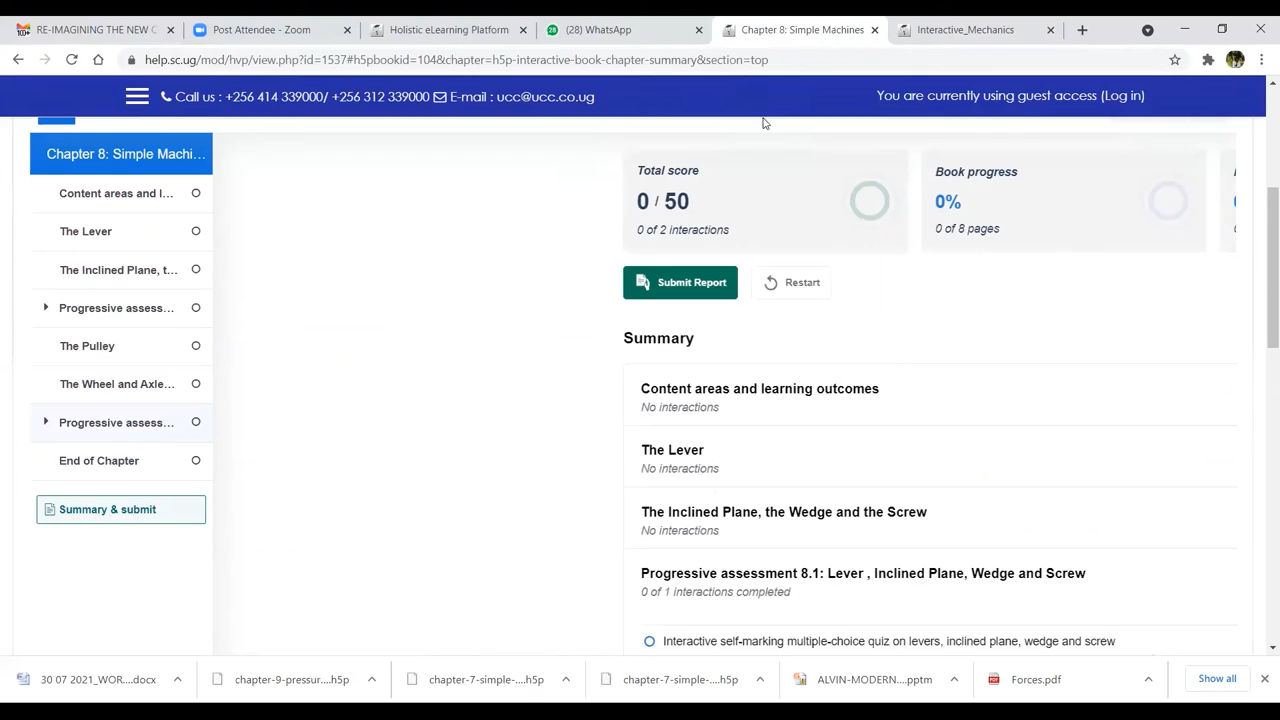 RE-IMAGINING THE NEW C
Post Attendee - Zoom
Holistic eLearning Platform
(28) WhatsApp
Chapter 8: Simple Machines
Interactive_Mechanics
help.sc.ug/mod/hvp/view.php?id=1537#h5pbookid=104&chapter=h5p-interactive-book-chapter-summary&section=top
Call us : +256 414 339000/ +256 312 339000 E-mail : ucc@ucc.co.ug
You are currently using guest access (Log in)
Chapter 8: Simple Machi...
Content areas and l...
The Lever
The Inclined Plane, t...
Progressive assess...
The Pulley
The Wheel and Axle...
Progressive assess...
End of Chapter
Summary & submit
Total score
0 / 50
0 of 2 interactions
Book progress
0%
0 of 8 pages
Submit Report
Restart
Summary
Content areas and learning outcomes
No interactions
The Lever
No interactions
The Inclined Plane, the Wedge and the Screw
No interactions
Progressive assessment 8.1: Lever , Inclined Plane, Wedge and Screw
0 of 1 interactions completed
Interactive self-marking multiple-choice quiz on levers, inclined plane, wedge and screw
30 07 2021_WOR....docx
chapter-9-pressur....h5p
chapter-7-simple-....h5p
chapter-7-simple-....h5p
ALVIN-MODERN....pptm
Forces.pdf
Show all